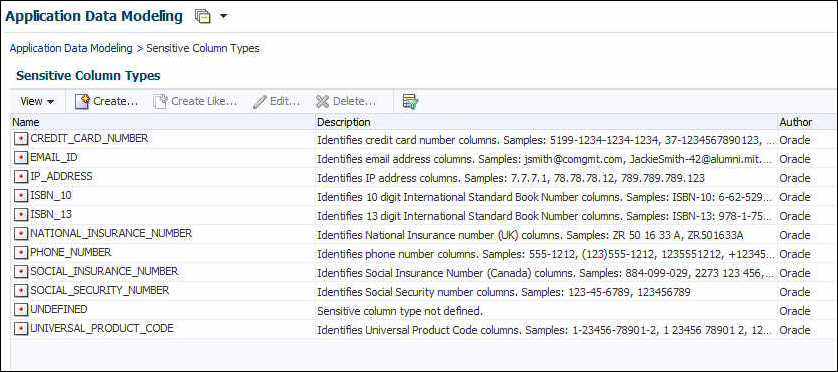 Application Data Modeling
Application Data Modeling > Sensitive Column Types
Sensitive Column Types
View Create... Create Like... Edit... Delete...
Name Description Author
CREDIT_CARD_NUMBER Identifies credit card number columns. Samples: 5199-1234-1234-1234, 37-1234567890123, ... Oracle
EMAIL_ID Identifies email address columns. Samples: jsmith@comgmt.com, JackieSmith-42@alumni.mit.... Oracle
IP_ADDRESS Identifies IP address columns. Samples: 7.7.7.1, 78.78.78.12, 789.789.789.123 Oracle
ISBN_10 Identifies 10 digit International Standard Book Number columns. Samples: ISBN-10: 6-62-529... Oracle
ISBN_13 Identifies 13 digit International Standard Book Number columns. Samples: ISBN-13: 978-1-75... Oracle
NATIONAL_INSURANCE_NUMBER Identifies National Insurance number (UK) columns. Samples: ZR 50 16 33 A, ZR501633A Oracle
PHONE_NUMBER Identifies phone number columns. Samples: 555-1212, (123)555-1212, 1235551212, +12345... Oracle
SOCIAL_INSURANCE_NUMBER Identifies Social Insurance Number (Canada) columns. Samples: 884-099-029, 2273 123 456,... Oracle
SOCIAL_SECURITY_NUMBER Identifies Social Security number columns. Samples: 123-45-6789, 123456789 Oracle
UNDEFINED Sensitive column type not defined. Oracle
UNIVERSAL_PRODUCT_CODE Identifies Universal Product Code columns. Samples: 1-23456-78901-2, 1 23456 78901 2, 12... Oracle